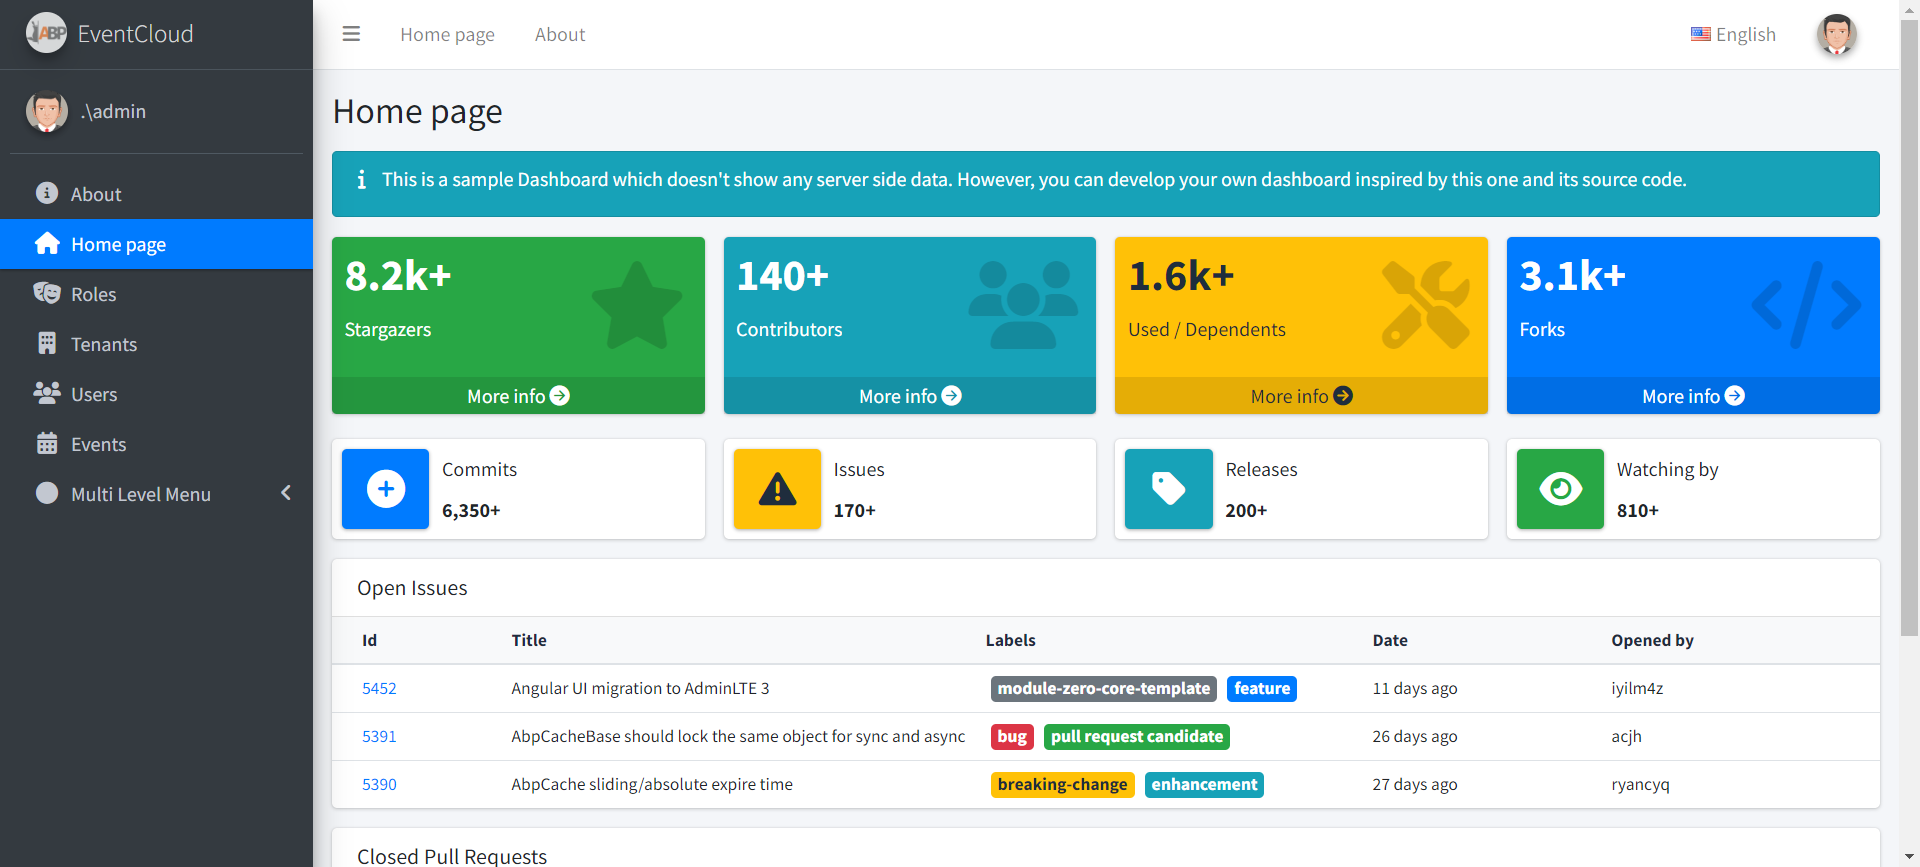 ABP EventCloud
Home page About English
.\admin
About
Home page
Roles
Tenants
Users
Events
Multi Level Menu
Home page
This is a sample Dashboard which doesn't show any server side data. However, you can develop your own dashboard inspired by this one and its source code.
8.2k+
Stargazers
More info
140+
Contributors
More info
1.6k+
Used / Dependents
More info
3.1k+
Forks
More info
Commits
6,350+
Issues
170+
Releases
200+
Watching by
810+
Open Issues
Id Title Labels Date Opened by
5452 Angular UI migration to AdminLTE 3 module-zero-core-template feature 11 days ago iyilm4z
5391 AbpCacheBase should lock the same object for sync and async bug pull request candidate 26 days ago acjh
5390 AbpCache sliding/absolute expire time breaking-change enhancement 27 days ago ryancyq
Closed Pull Requests